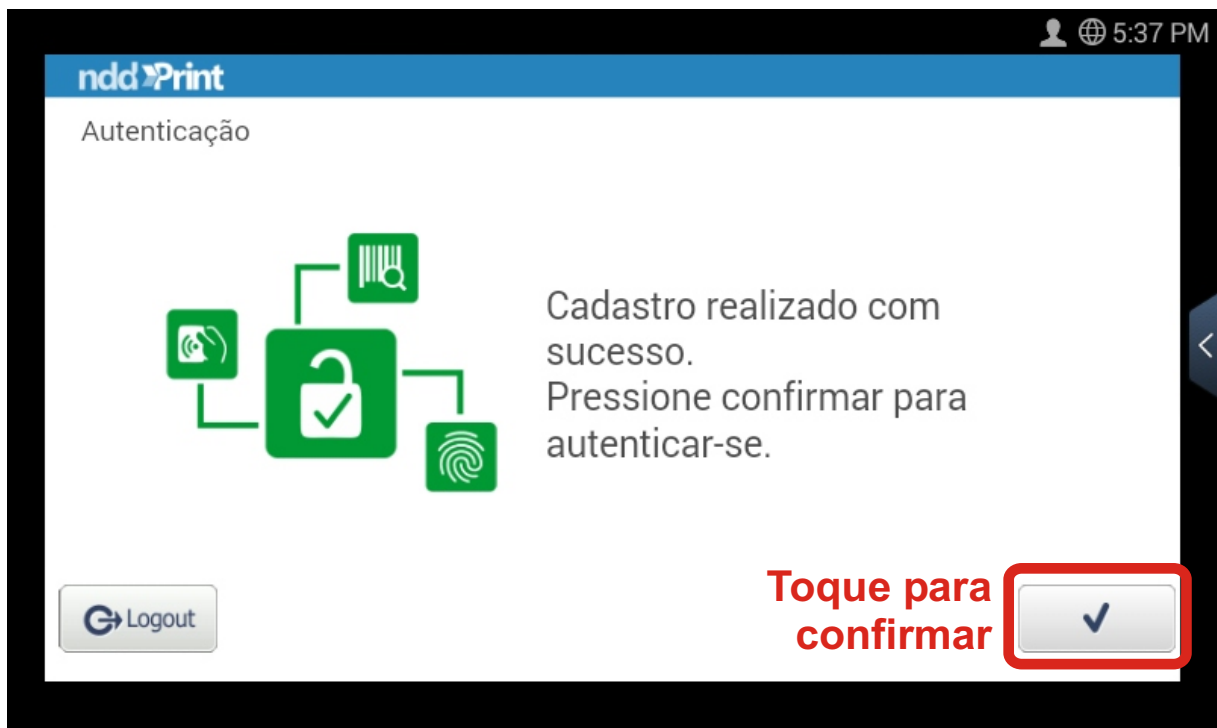 5:37 PM
ndd Print
Autenticação
Cadastro realizado com
sucesso.
Pressione confirmar para
autenticar-se.
Logout
Toque para
confirmar